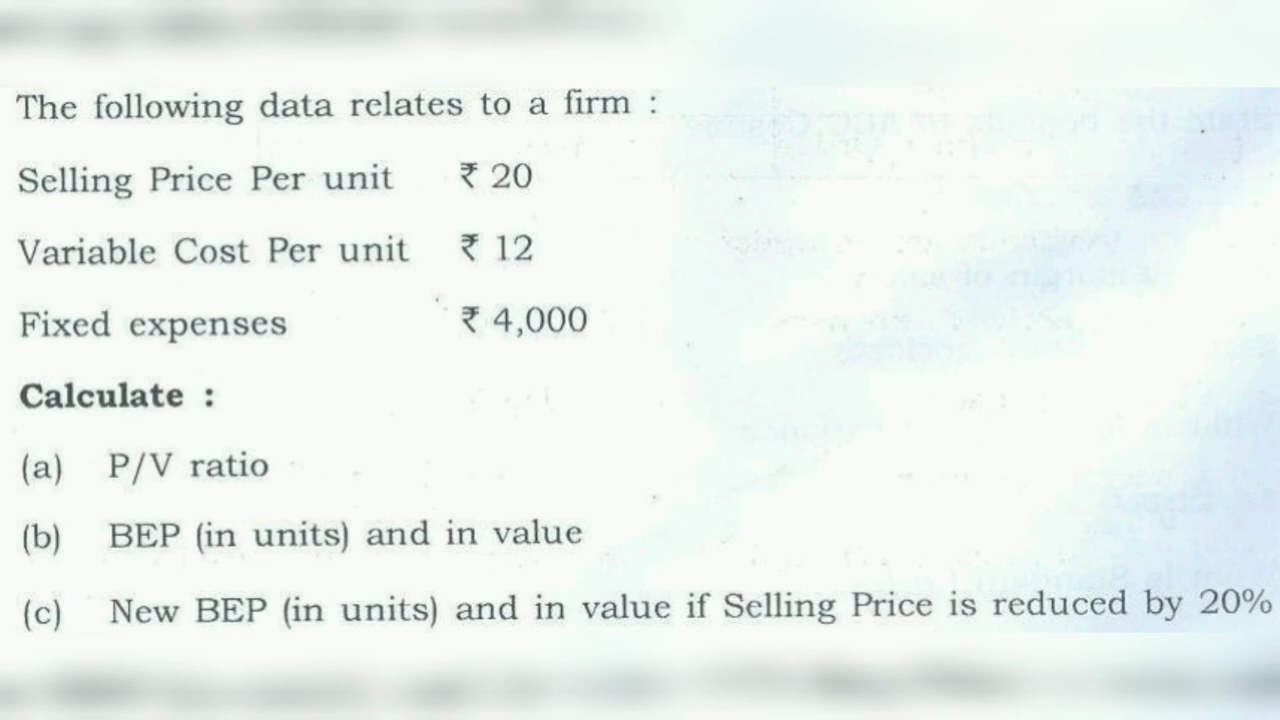 The following data relates to a firm :
Selling Price Per unit ₹ 20
Variable Cost Per unit ₹ 12
Fixed expenses ₹ 4,000
Calculate :
(a) P/V ratio
(b) BEP (in units) and in value
(c) New BEP (in units) and in value if Selling Price is reduced by 20%